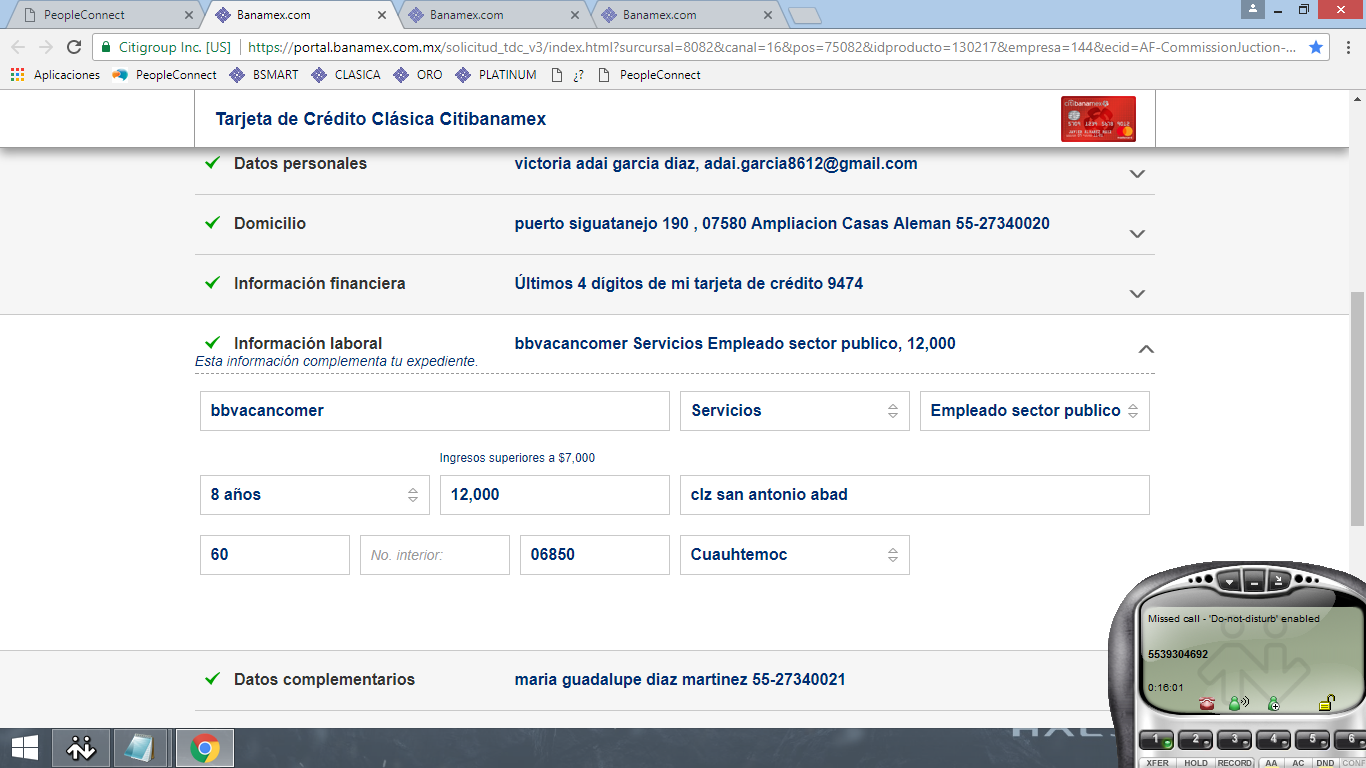 PeopleConnect
Banamex.com
Banamex.com
Banamex.com
Citigroup Inc. [US]
https://portal.banamex.com.mx/solicitud_tdc_v3/index.html?surcursal=8082&canal=16&pos=75082&idproducto=130217&empresa=144&ecid=AF-CommissionJuction-...
Aplicaciones PeopleConnect BSMART CLASICA ORO PLATINUM ¿? PeopleConnect
Tarjeta de Crédito Clásica Citibanamex
citibanamex
Datos personales victoria adai garcia diaz, adai.garcia8612@gmail.com
Domicilio puerto siguatanejo 190 , 07580 Ampliacion Casas Aleman 55-27340020
Información financiera Últimos 4 dígitos de mi tarjeta de crédito 9474
Información laboral bbvacancomer Servicios Empleado sector publico, 12,000
Esta información complementa tu expediente.
bbvacancomer Servicios Empleado sector publico
Ingresos superiores a $7,000
8 años 12,000 clz san antonio abad
60 No. interior: 06850 Cuauhtemoc
Datos complementarios maria guadalupe diaz martinez 55-27340021
Missed call - 'Do-not-disturb' enabled
5539304692
0:16:01
1 2 3 4 5 6
XFER HOLD RECORD AA AC DND CONF